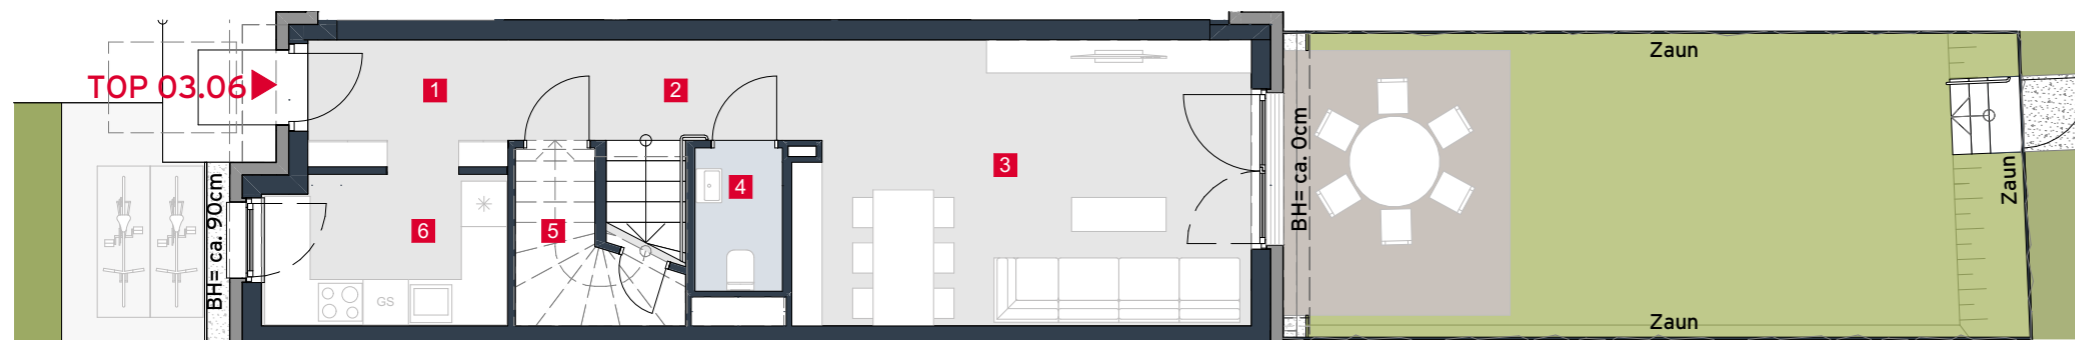 TOP 03.06
1
2
3
4
5
6
GS
BH= ca. 90cm
BH= ca. 0cm
Zaun
Zaun
Zaun